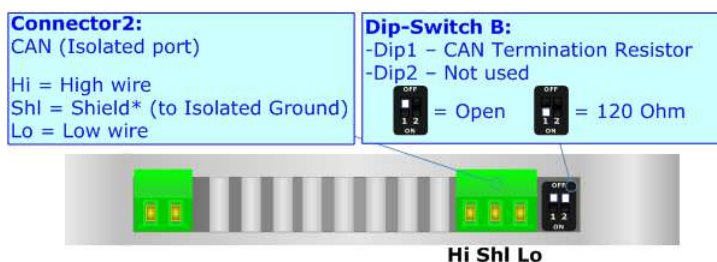 Connector2:
CAN (Isolated port)
Hi = High wire
Shl = Shield* (to Isolated Ground)
Lo = Low wire
Dip-Switch B:
-Dip1 – CAN Termination Resistor
-Dip2 – Not used
OFF
1 2
ON
= Open
OFF
1 2
ON
= 120 Ohm
OFF
1 2
ON
Hi Shl Lo